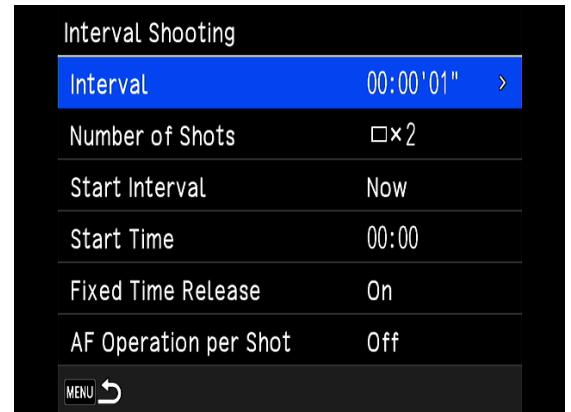 Interval Shooting
Interval 00:00'01" >
Number of Shots □×2
Start Interval Now
Start Time 00:00
Fixed Time Release On
AF Operation per Shot Off
MENU